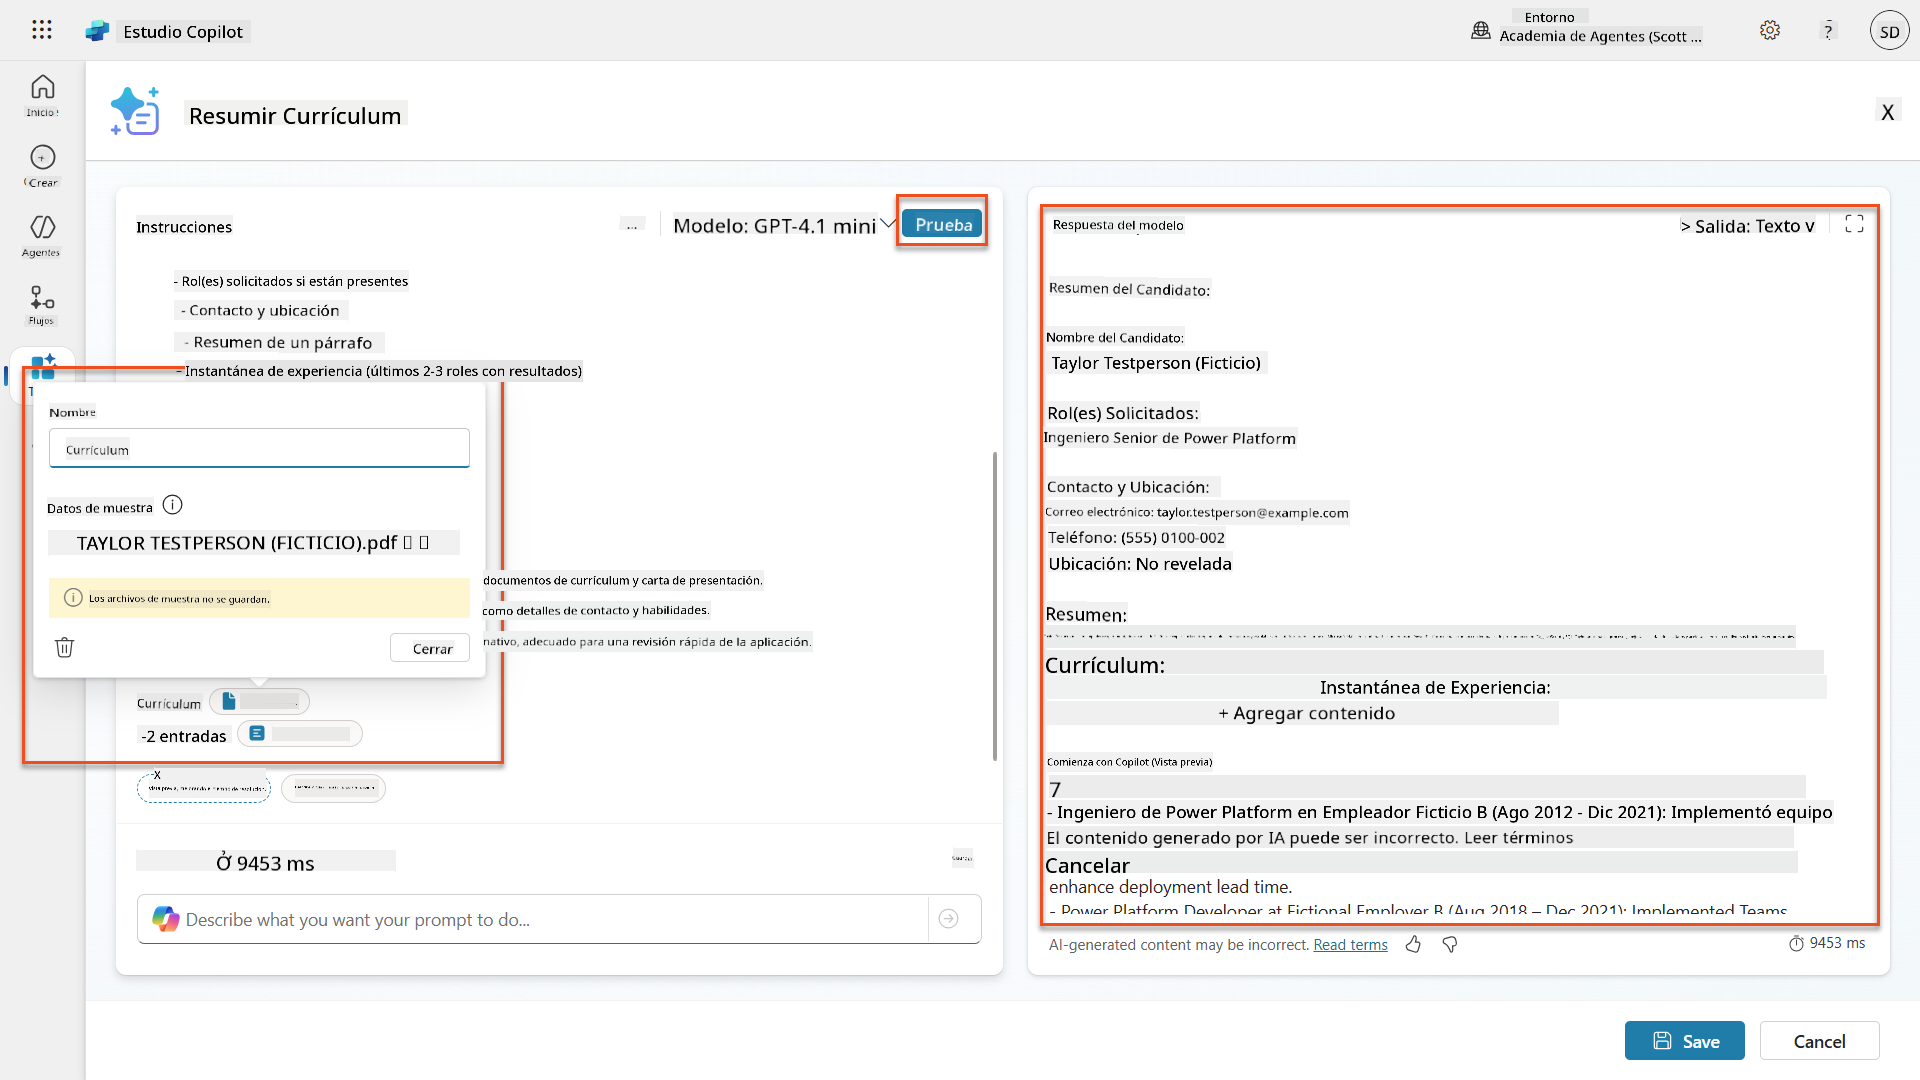 Estudio Copilot
Entorno
Academia de Agentes (Scott ...
?
SD
Inicio
Crear
Agentes
Flujos
Resumir Currículum
X
Instrucciones
...
Modelo: GPT-4.1 mini
Prueba
- Rol(es) solicitados si están presentes
- Contacto y ubicación
- Resumen de un párrafo
- Instantánea de experiencia (últimos 2-3 roles con resultados)
Nombre
Currículum
Datos de muestra
TAYLOR TESTPERSON (FICTICIO).pdf
Los archivos de muestra no se guardan.
Cerrar
documentos de currículum y carta de presentación.
como detalles de contacto y habilidades.
nativo, adecuado para una revisión rápida de la aplicación.
Currículum
-2 entradas
-X
9453 ms
Describe what you want your prompt to do...
Respuesta del modelo
> Salida: Texto v
Resumen del Candidato:
Nombre del Candidato:
Taylor Testperson (Ficticio)
Rol(es) Solicitados:
Ingeniero Senior de Power Platform
Contacto y Ubicación:
Correo electrónico: taylor.testperson@example.com
Teléfono: (555) 0100-002
Ubicación: No revelada
Resumen:
Currículum:
Instantánea de Experiencia:
+ Agregar contenido
Comienza con Copilot (Vista previa)
7
- Ingeniero de Power Platform en Empleador Ficticio B (Ago 2012 - Dic 2021): Implementó equipo
El contenido generado por IA puede ser incorrecto. Leer términos
Cancelar
enhance deployment lead time.
- Power Platform Developer at Fictional Employer B (Aug 2018 – Dec 2021): Implemented Teams
AI-generated content may be incorrect. Read terms
9453 ms
Save
Cancel